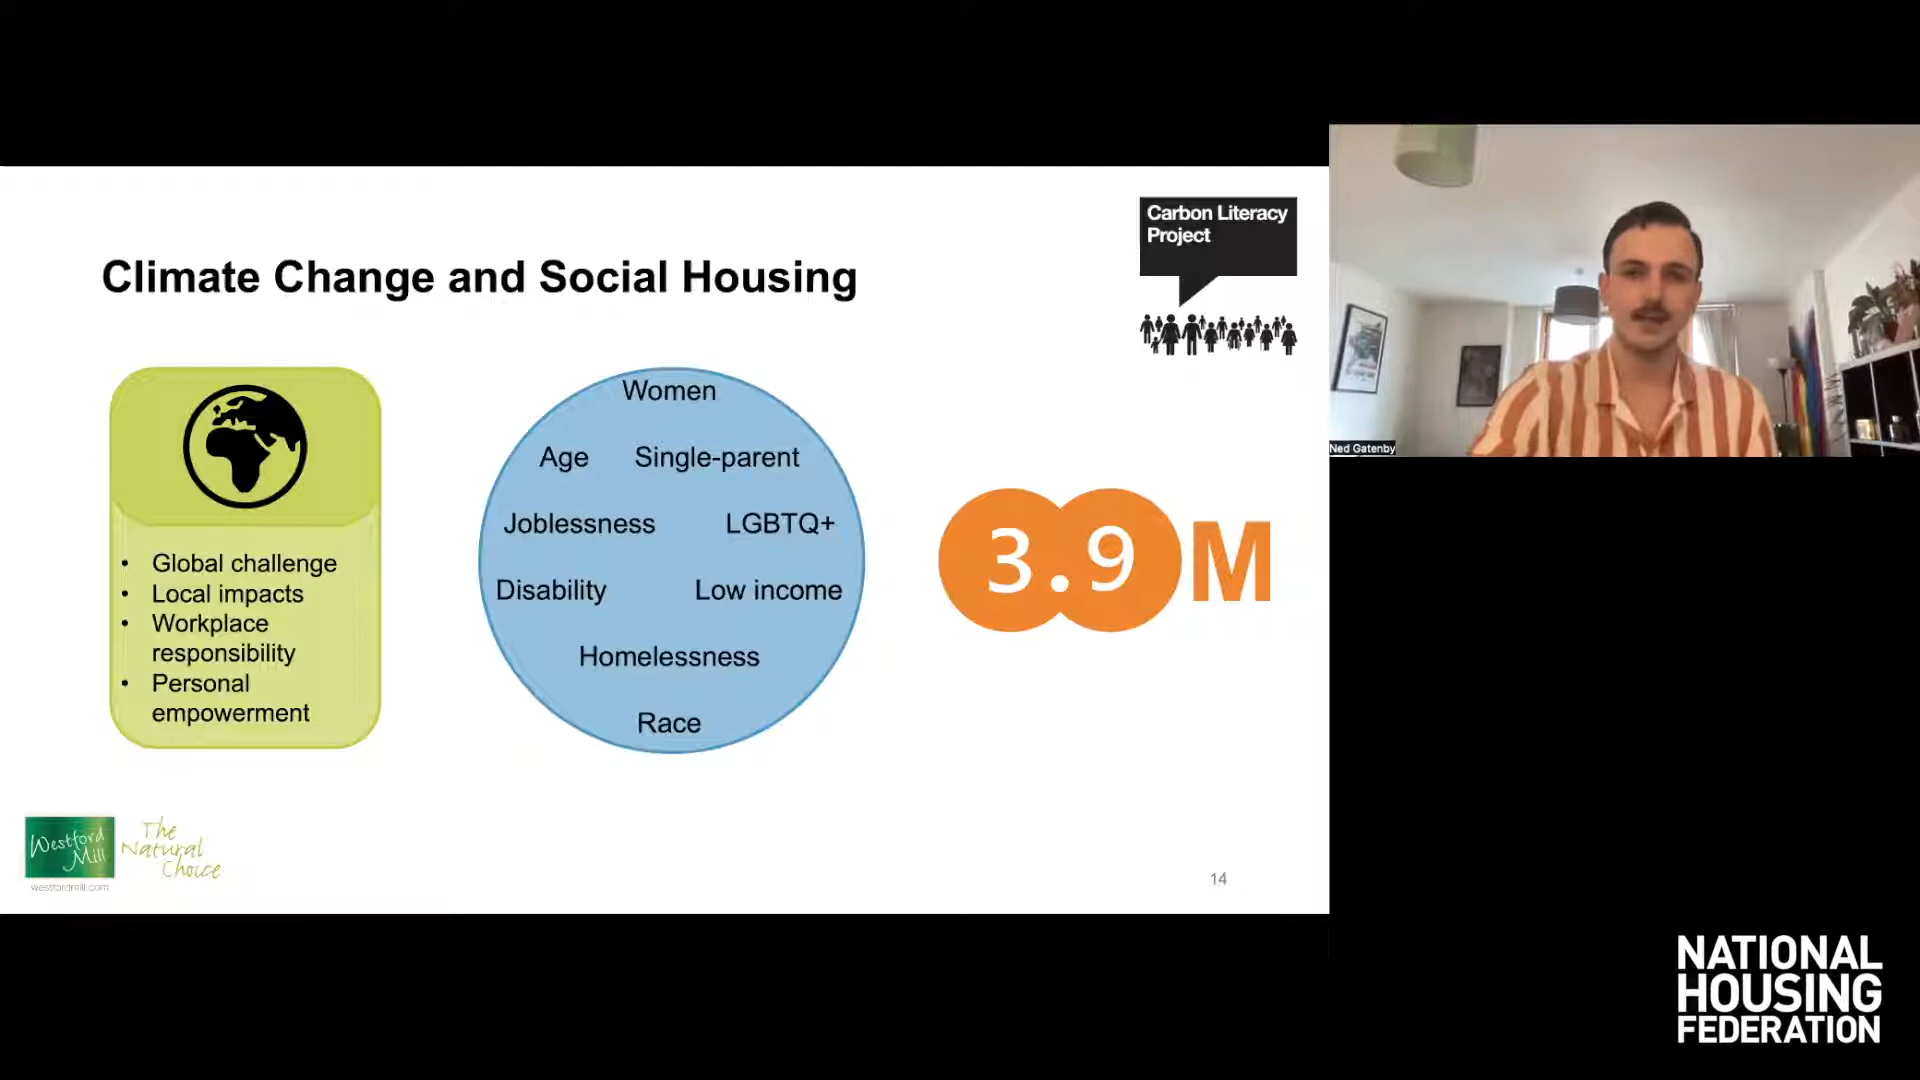 Carbon Literacy
Project
Climate Change and Social Housing
• Global challenge
• Local impacts
• Workplace
responsibility
• Personal
empowerment
Women
Age Single-parent
Joblessness LGBTQ+
Disability Low income
Homelessness
Race
3.9 M
Westford
Mill
westfordmill.com
The
Natural
Choice
14
Ned Gatenby
NATIONAL
HOUSING
FEDERATION